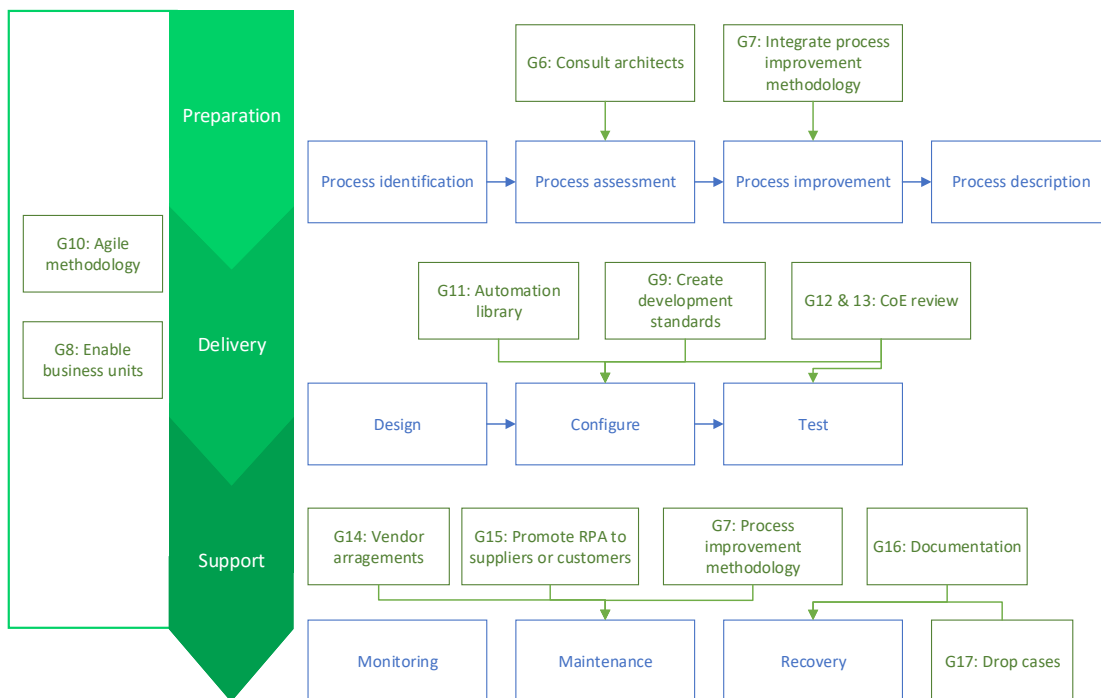 Preparation
G6: Consult architects
G7: Integrate process
improvement
methodology
Process identification
Process assessment
Process improvement
Process description
G10: Agile
methodology
G8: Enable
business units
Delivery
G11: Automation
library
G9: Create
development
standards
G12 & 13: CoE review
Design
Configure
Test
Support
G14: Vendor
arragements
G15: Promote RPA to
suppliers or customers
G7: Process
improvement
methodology
G16: Documentation
Monitoring
Maintenance
Recovery
G17: Drop cases